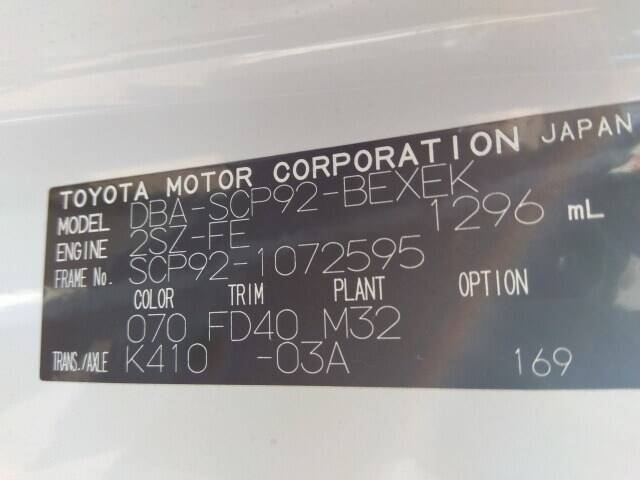 TOYOTA MOTOR CORPORATION JAPAN
MODEL DBA-SCP92-BEXEK
ENGINE 2SZ-FE 1296 mL
FRAME No. SCP92-1072595
COLOR TRIM PLANT OPTION
070 FD40 M32
TRANS./AXLE K410 -03A 169